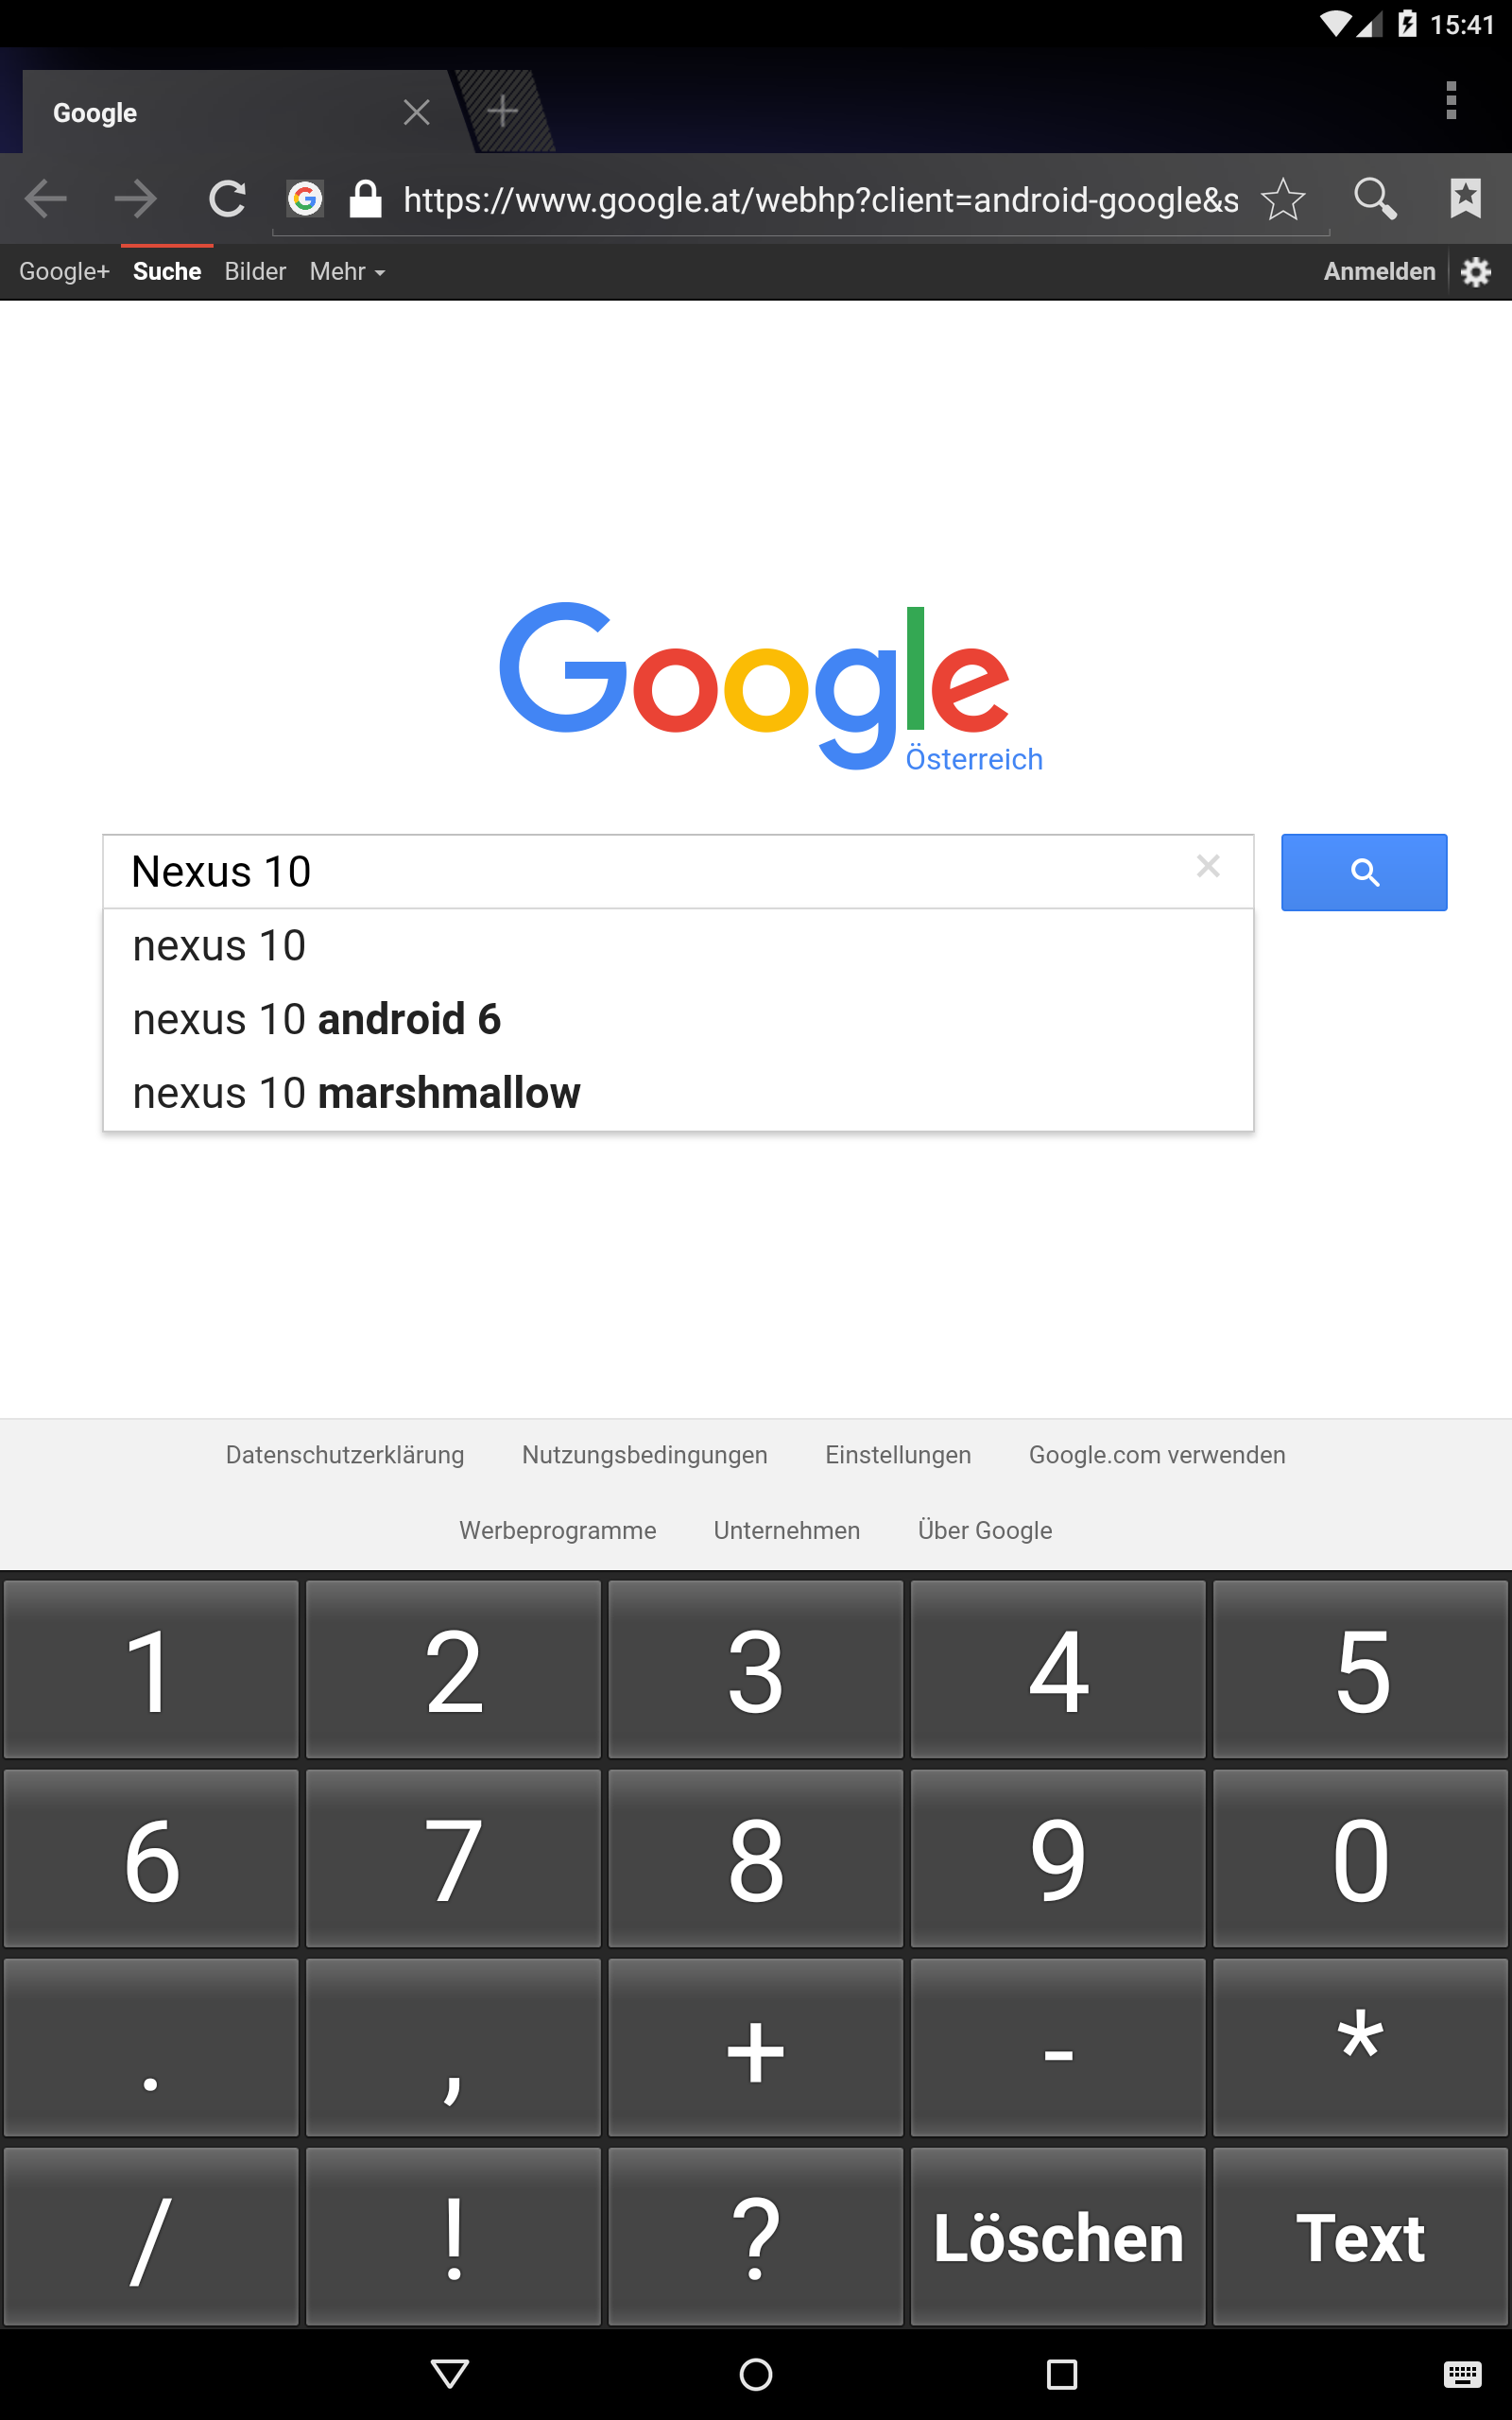 15:41
Google
https://www.google.at/webhp?client=android-google&s
Google+ Suche Bilder Mehr Anmelden
Google
Österreich
Nexus 10
nexus 10
nexus 10 android 6
nexus 10 marshmallow
Datenschutzerklärung Nutzungsbedingungen Einstellungen Google.com verwenden
Werbeprogramme Unternehmen Über Google
1 2 3 4 5
6 7 8 9 0
. , + - *
/ ! ? Löschen Text